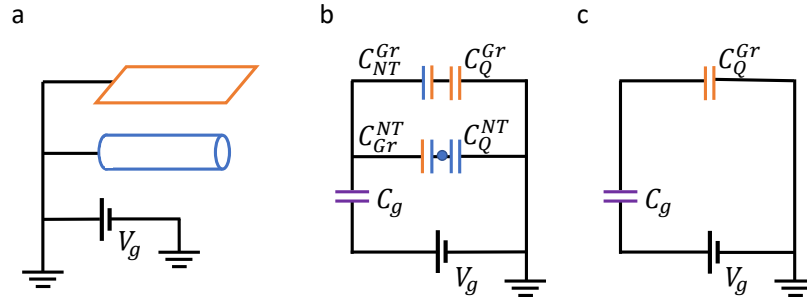 a
b
c
C_{NT}^{Gr} C_Q^{Gr}
C_Q^{Gr}
C_{Gr}^{NT} C_Q^{NT}
C_g
C_g
V_g
V_g
V_g